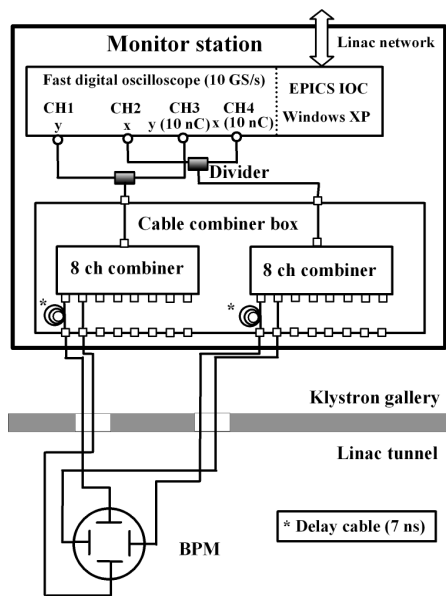 Linac network
Monitor station
Fast digital oscilloscope (10 GS/s)
EPICS IOC
Windows XP
CH1
y
CH2
x
CH3
y (10 nC)
CH4
x (10 nC)
Divider
Cable combiner box
8 ch combiner
8 ch combiner
*
*
Klystron gallery
Linac tunnel
BPM
* Delay cable (7 ns)